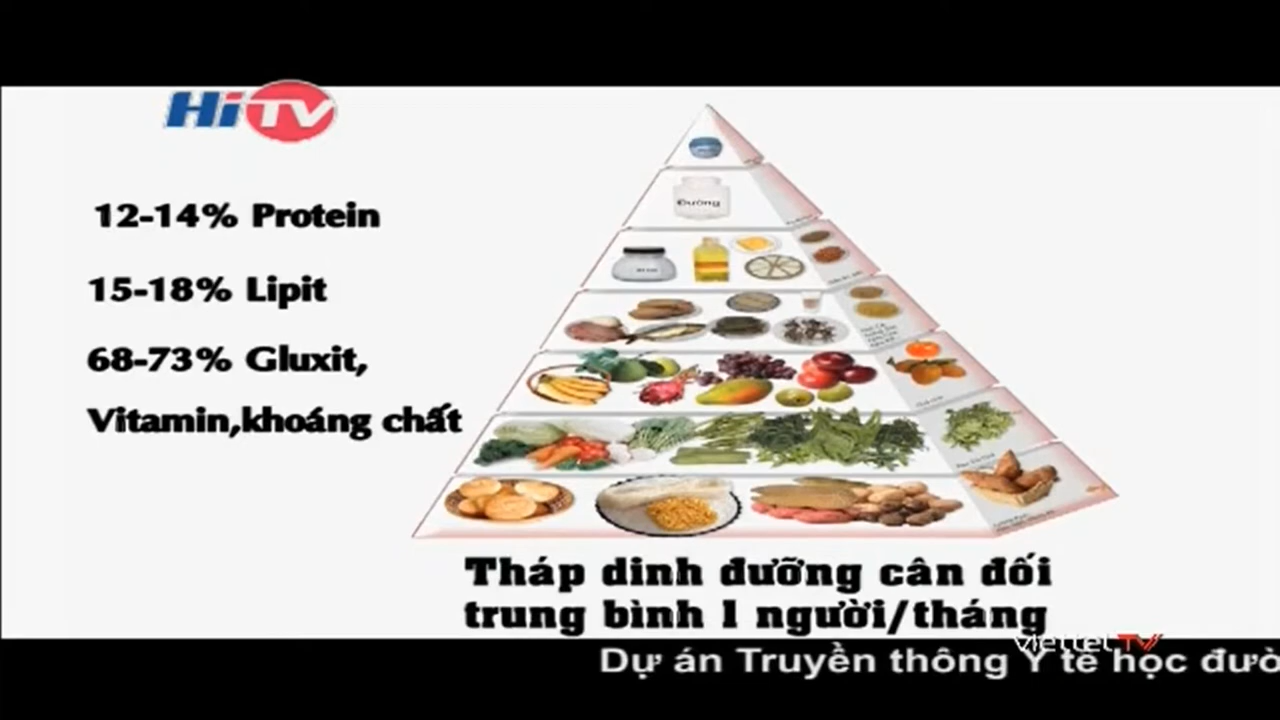 HiTV
12-14% Protein
Đường
15-18% Lipit
68-73% Gluxit,
Vitamin,khoáng chất
Tháp dinh dưỡng cân đối
trung bình 1 người/tháng
viettelTV
Dự án Truyền thông Y tế học đườ